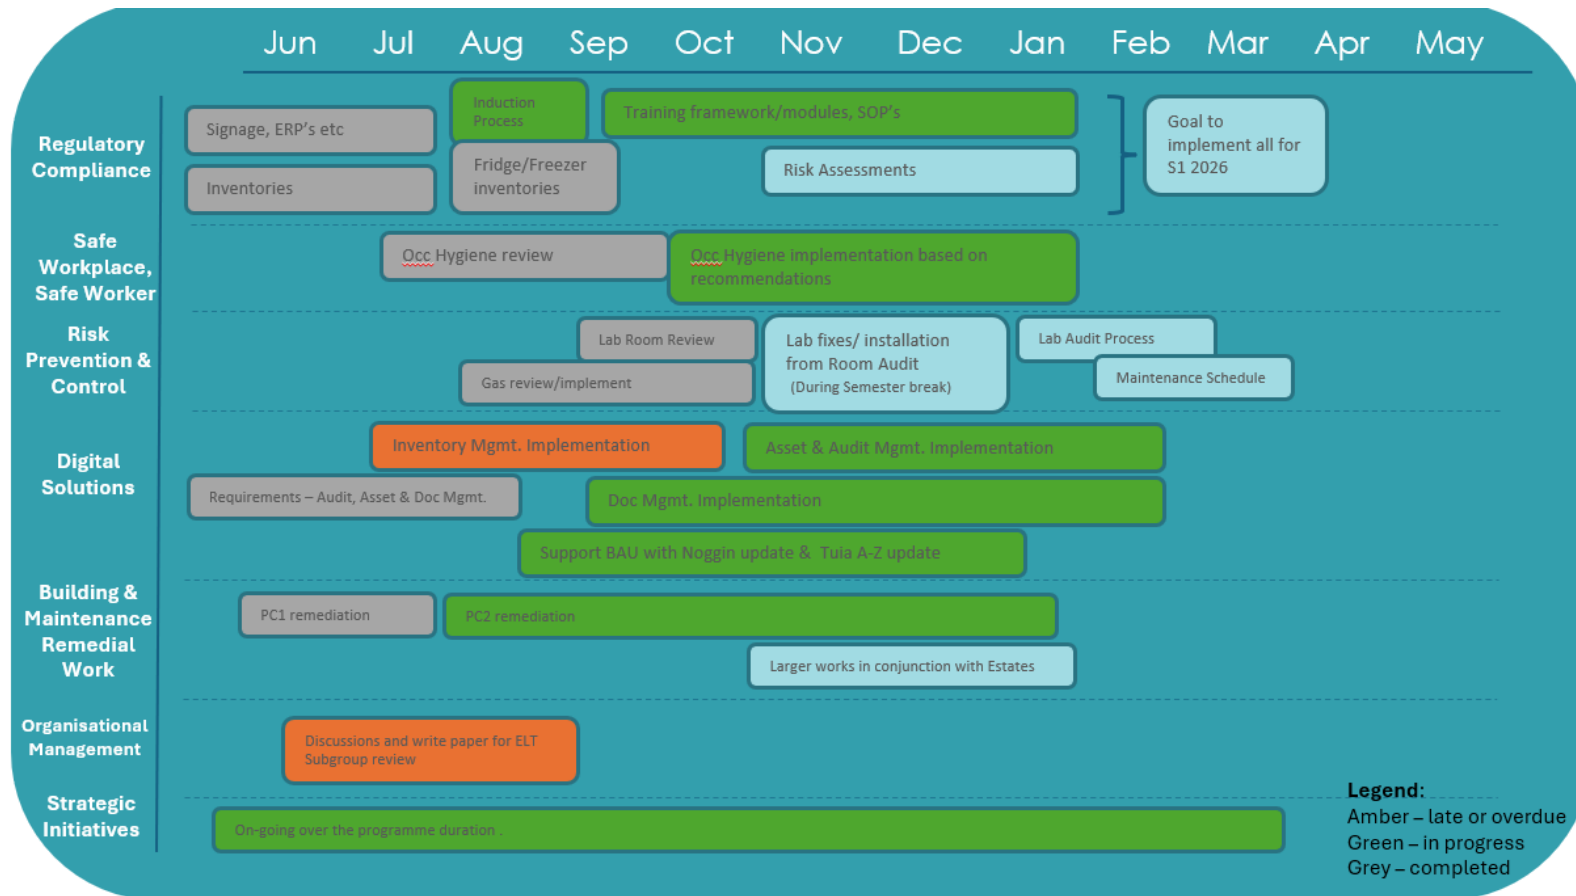 Jun Jul Aug Sep Oct Nov Dec Jan Feb Mar Apr May
Regulatory
Compliance
Signage, ERP's etc
Inventories
Induction
Process
Fridge/Freezer
inventories
Training framework/modules, SOP's
Risk Assessments
Goal to
implement all for
S1 2026
Safe
Workplace,
Safe Worker
Occ Hygiene review
Occ Hygiene implementation based on
recommendations
Risk
Prevention &
Control
Lab Room Review
Gas review/implement
Lab fixes/ installation
from Room Audit
(During Semester break)
Lab Audit Process
Maintenance Schedule
Digital
Solutions
Inventory Mgmt. Implementation
Asset & Audit Mgmt. Implementation
Requirements – Audit, Asset & Doc Mgmt.
Doc Mgmt. Implementation
Support BAU with Noggin update & Tuia A-Z update
Building &
Maintenance
Remedial
Work
PC1 remediation
PC2 remediation
Larger works in conjunction with Estates
Organisational
Management
Discussions and write paper for ELT
Subgroup review
Strategic
Initiatives
On-going over the programme duration .
Legend:
Amber – late or overdue
Green – in progress
Grey – completed